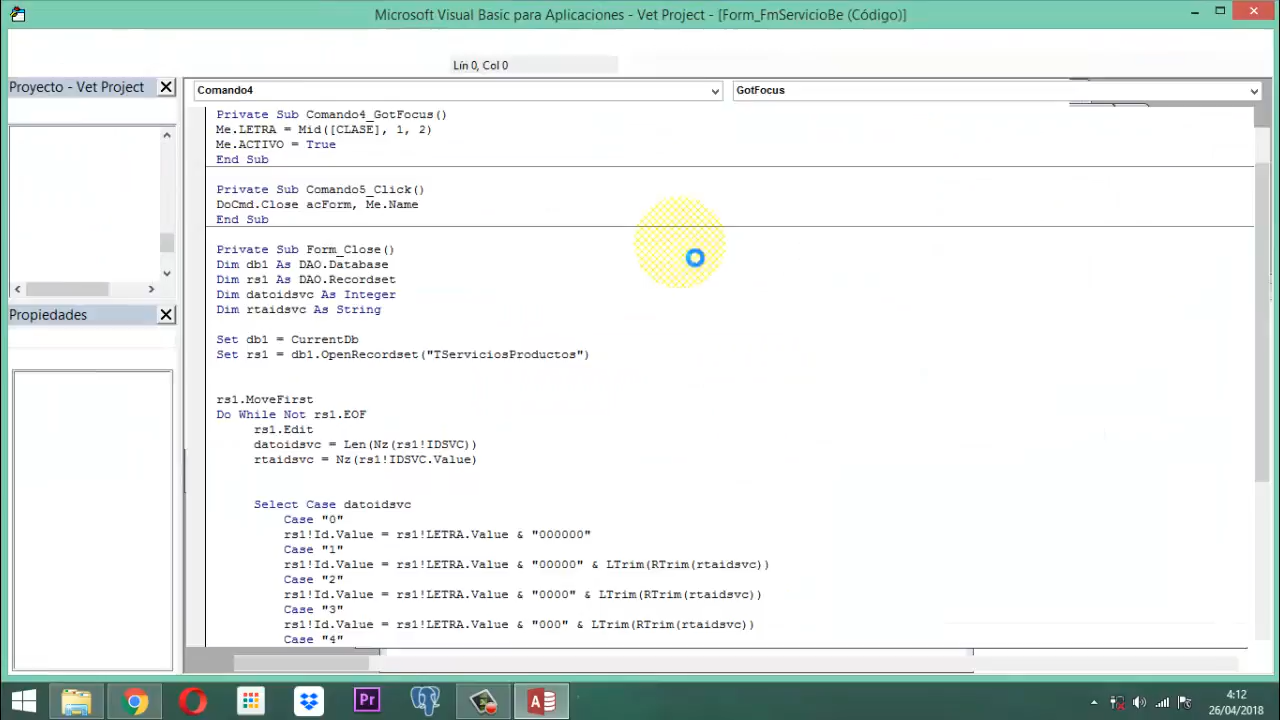 Microsoft Visual Basic para Aplicaciones - Vet Project - [Form_FmServicioBe (Código)]
Lín 0, Col 0
Proyecto - Vet Project
Comando4
GotFocus
Private Sub Comando4_GotFocus()
Me.LETRA = Mid([CLASE], 1, 2)
Me.ACTIVO = True
End Sub
Private Sub Comando5_Click()
DoCmd.Close acForm, Me.Name
End Sub
Private Sub Form_Close()
Dim db1 As DAO.Database
Dim rs1 As DAO.Recordset
Dim datoidsvc As Integer
Dim rtaidsvc As String
Propiedades
Set db1 = CurrentDb
Set rs1 = db1.OpenRecordset("TServiciosProductos")
rs1.MoveFirst
Do While Not rs1.EOF
rs1.Edit
datoidsvc = Len(Nz(rs1!IDSVC))
rtaidsvc = Nz(rs1!IDSVC.Value)
Select Case datoidsvc
Case "0"
rs1!Id.Value = rs1!LETRA.Value & "000000"
Case "1"
rs1!Id.Value = rs1!LETRA.Value & "00000" & LTrim(RTrim(rtaidsvc))
Case "2"
rs1!Id.Value = rs1!LETRA.Value & "0000" & LTrim(RTrim(rtaidsvc))
Case "3"
rs1!Id.Value = rs1!LETRA.Value & "000" & LTrim(RTrim(rtaidsvc))
Case "4"
Pr
4:12
26/04/2018